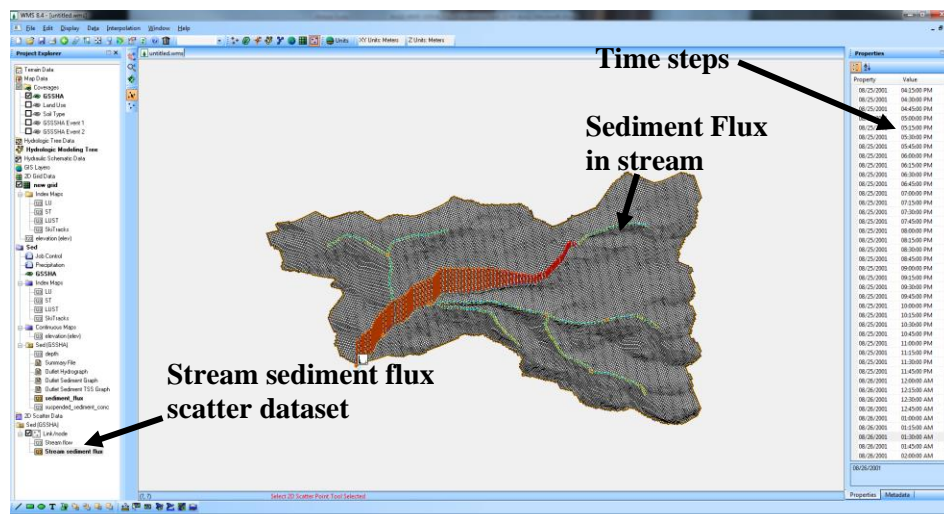 WMS 8.4 - [untitled.wms]
File Edit Display Data Interpolation Window Help
Units XY Units: Meters Z Units: Meters
Project Explorer
untitled.wms
Properties
Time steps
Sediment Flux
in stream
Stream sediment flux
scatter dataset
Terrain Data
Map Data
Coverages
GSSHA
Land Use
Soil Type
GSSSHA Event 1
GSSSHA Event 2
Hydrologic Tree Data
Hydrologic Modeling Tree
Hydraulic Schematic Data
GIS Layers
2D Grid Data
new grid
Index Maps
LU
ST
LUST
SkiTracks
elevation (elev)
Sed
Job Control
Precipitation
GSSHA
Index Maps
LU
ST
LUST
SkiTracks
Continuous Maps
elevation (elev)
Sed (GSSHA)
depth
Summary File
Outlet Hydrograph
Outlet Sediment Graph
Outlet Sediment TSS Graph
sediment_flux
suspended_sediment_conc
2D Scatter Data
Sed (GSSHA)
Link/node
Stream flow
Stream sediment flux
Property Value
08/25/2001 04:15:00 PM
08/25/2001 04:30:00 PM
08/25/2001 04:45:00 PM
08/25/2001 05:00:00 PM
08/25/2001 05:15:00 PM
08/25/2001 05:30:00 PM
08/25/2001 05:45:00 PM
08/25/2001 06:00:00 PM
08/25/2001 06:15:00 PM
08/25/2001 06:30:00 PM
08/25/2001 06:45:00 PM
08/25/2001 07:00:00 PM
08/25/2001 07:15:00 PM
08/25/2001 07:30:00 PM
08/25/2001 07:45:00 PM
08/25/2001 08:00:00 PM
08/25/2001 08:15:00 PM
08/25/2001 08:30:00 PM
08/25/2001 08:45:00 PM
08/25/2001 09:00:00 PM
08/25/2001 09:15:00 PM
08/25/2001 09:30:00 PM
08/25/2001 09:45:00 PM
08/25/2001 10:00:00 PM
08/25/2001 10:15:00 PM
08/25/2001 10:30:00 PM
08/25/2001 10:45:00 PM
08/25/2001 11:00:00 PM
08/25/2001 11:15:00 PM
08/25/2001 11:30:00 PM
08/25/2001 11:45:00 PM
08/26/2001 12:00:00 AM
08/26/2001 12:15:00 AM
08/26/2001 12:30:00 AM
08/26/2001 12:45:00 AM
08/26/2001 01:00:00 AM
08/26/2001 01:15:00 AM
08/26/2001 01:30:00 AM
08/26/2001 01:45:00 AM
08/26/2001 02:00:00 AM
08/26/2001
Properties Metadata
(?, ?) Select 2D Scatter Point Tool Selected